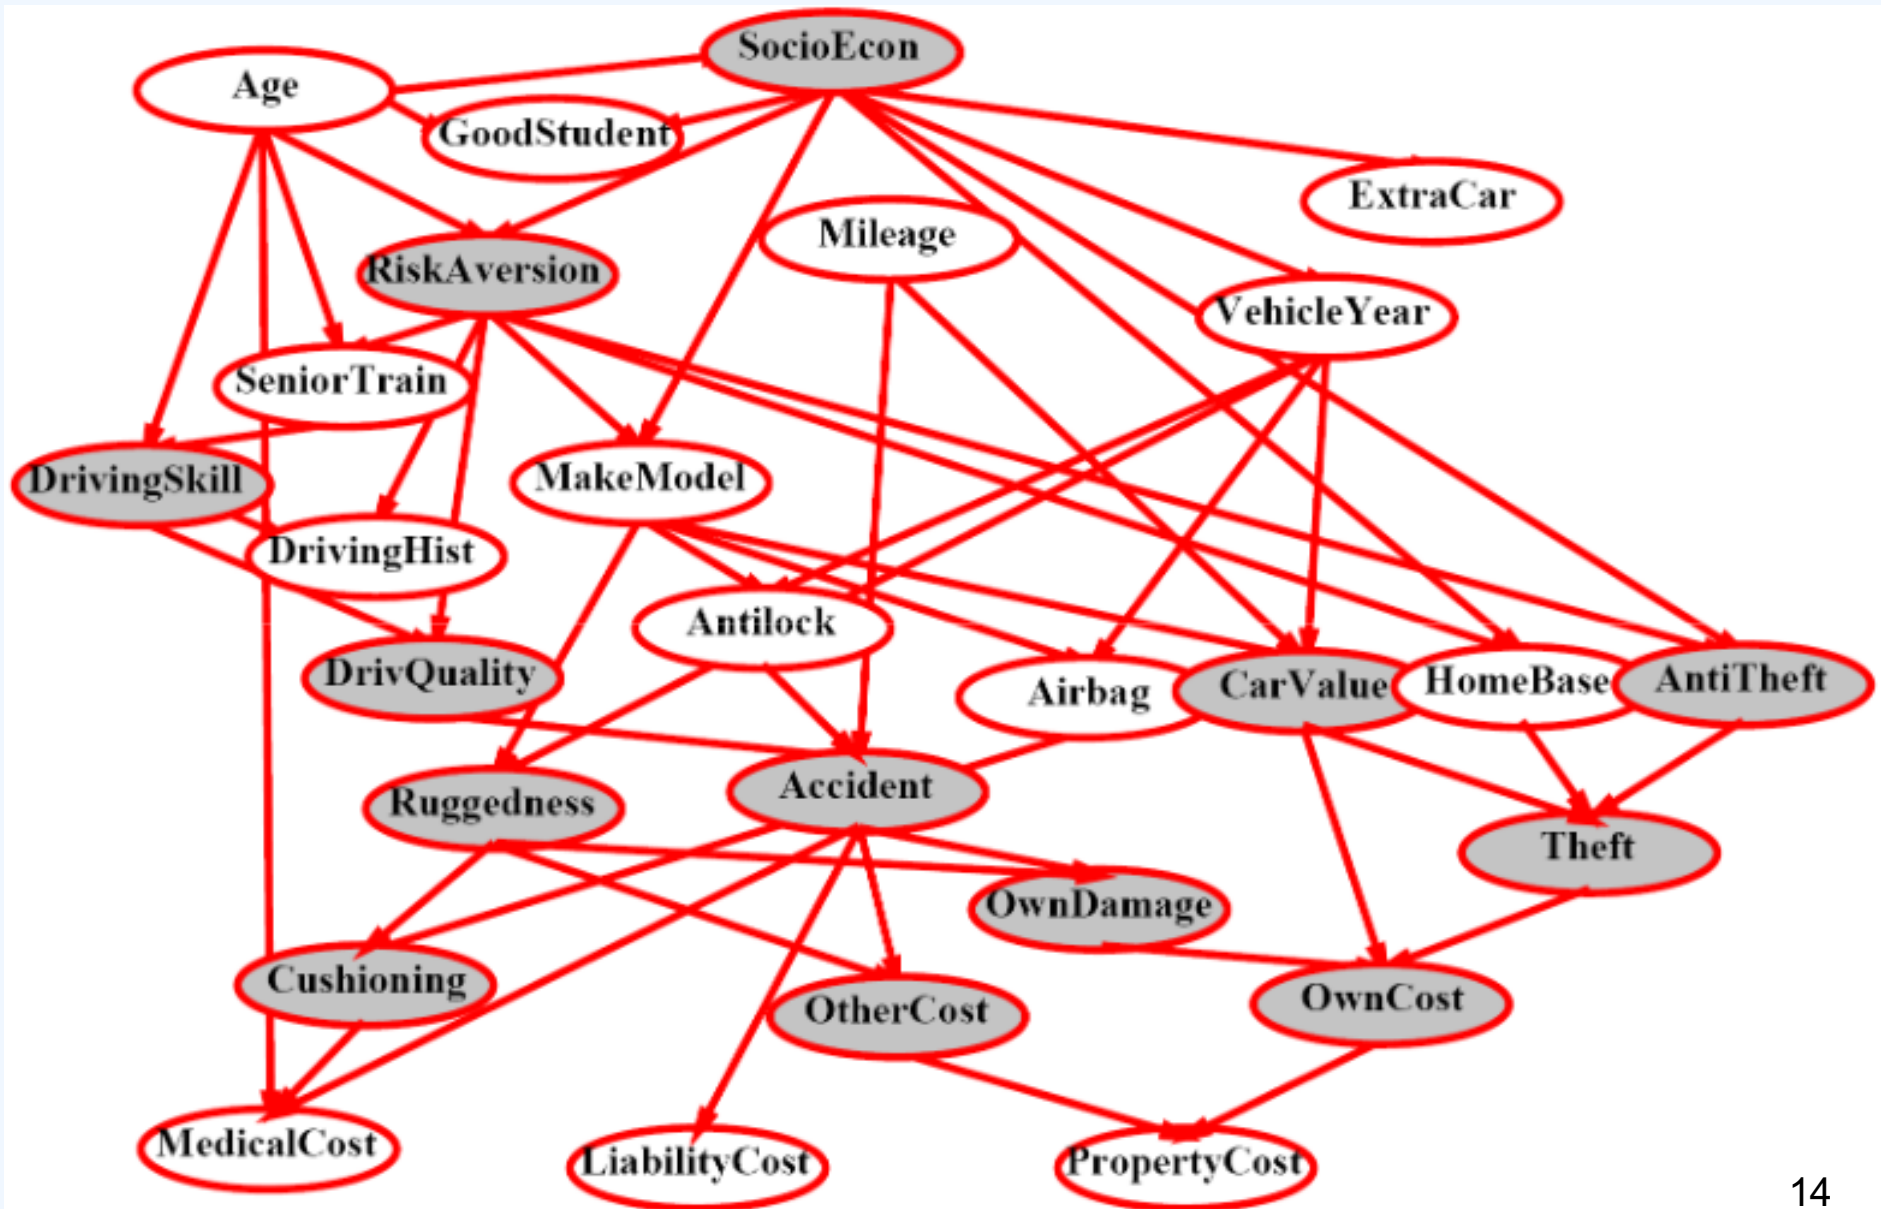 SocioEcon
Age
GoodStudent
ExtraCar
Mileage
RiskAversion
VehicleYear
SeniorTrain
DrivingSkill
MakeModel
DrivingHist
Antilock
DrivQuality
Airbag
CarValue
HomeBase
AntiTheft
Ruggedness
Accident
Theft
OwnDamage
Cushioning
OtherCost
OwnCost
MedicalCost
LiabilityCost
PropertyCost
14